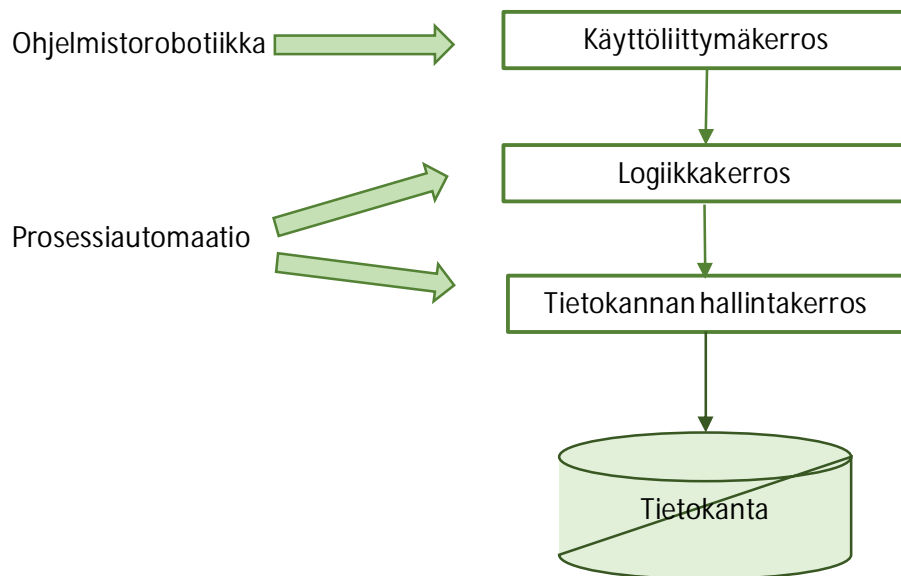 Ohjelmistorobotiikka
Käyttöliittymäkerros
Logiikkakerros
Prosessiautomaatio
Tietokannan hallintakerros
Tietokanta